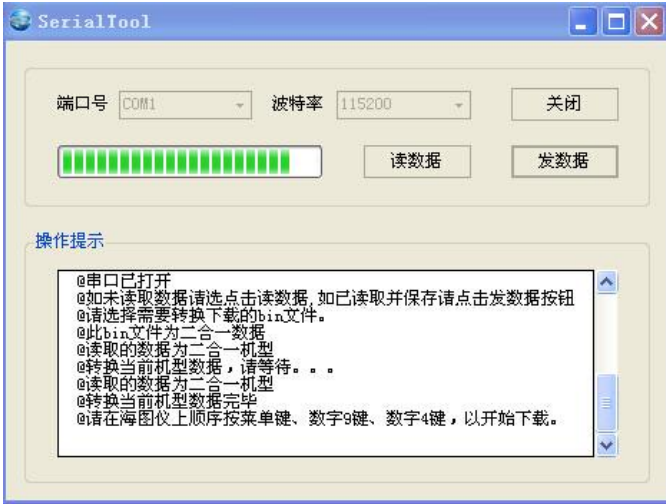 SerialTool
端口号 COM1 波特率 115200 关闭
读数据 发数据
操作提示
@串口已打开
@如未读取数据请选点击读数据,如已读取并保存请点击发数据按钮
@请选择需要转换下载的bin文件。
@此bin文件为二合一数据
@读取的数据为二合一机型
@转换当前机型数据，请等待。。。
@读取的数据为二合一机型
@转换当前机型数据完毕
@请在海图仪上顺序按菜单键、数字9键、数字4键，以开始下载。